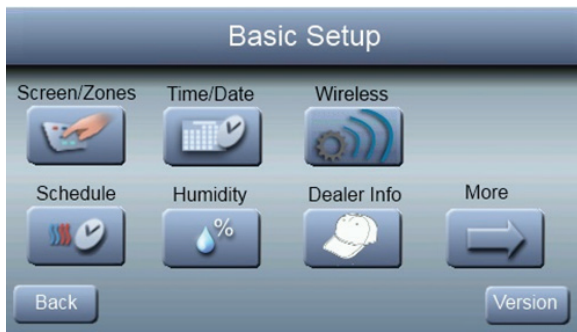 Basic Setup
Screen/Zones Time/Date Wireless
%
Schedule Humidity Dealer Info More
Back Version